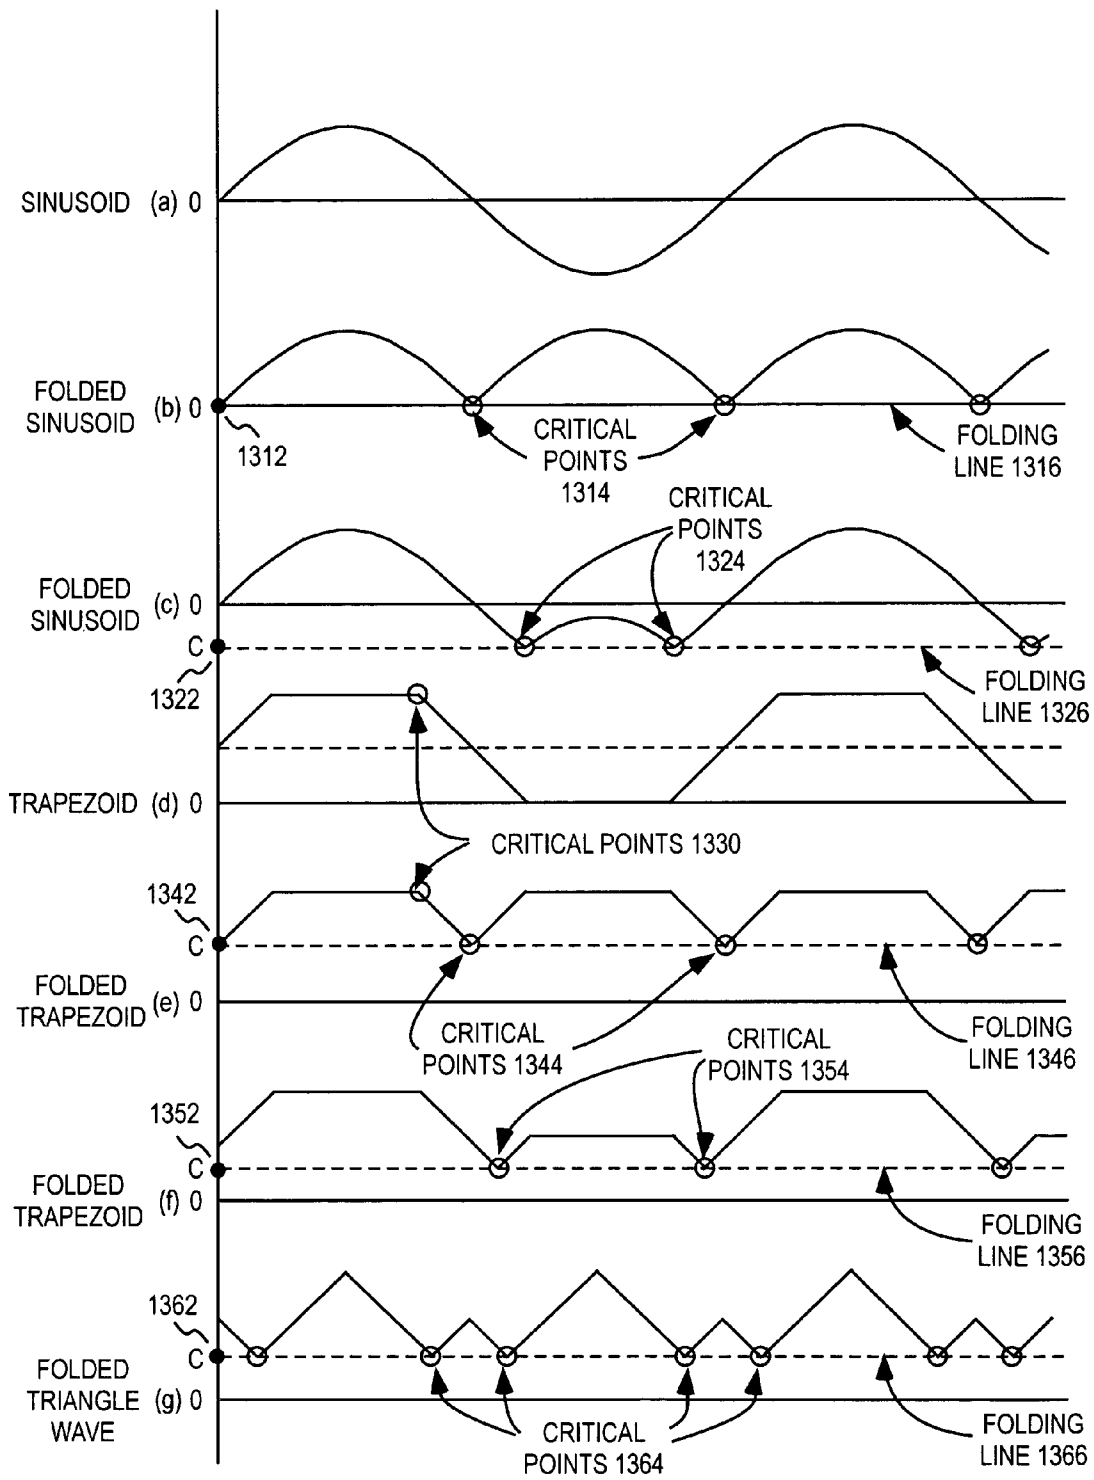 SINUSOID (a) 0
FOLDED
SINUSOID
(b) 0
1312
CRITICAL
POINTS
1314
FOLDING
LINE 1316
CRITICAL
POINTS
1324
FOLDED
SINUSOID
(c) 0
C
1322
FOLDING
LINE 1326
TRAPEZOID (d) 0
CRITICAL POINTS 1330
1342
C
FOLDED
TRAPEZOID
(e) 0
CRITICAL
POINTS 1344
FOLDING
LINE 1346
CRITICAL
POINTS 1354
1352
C
FOLDED
TRAPEZOID
(f) 0
FOLDING
LINE 1356
1362
C
FOLDED
TRIANGLE
WAVE
(g) 0
CRITICAL
POINTS 1364
FOLDING
LINE 1366